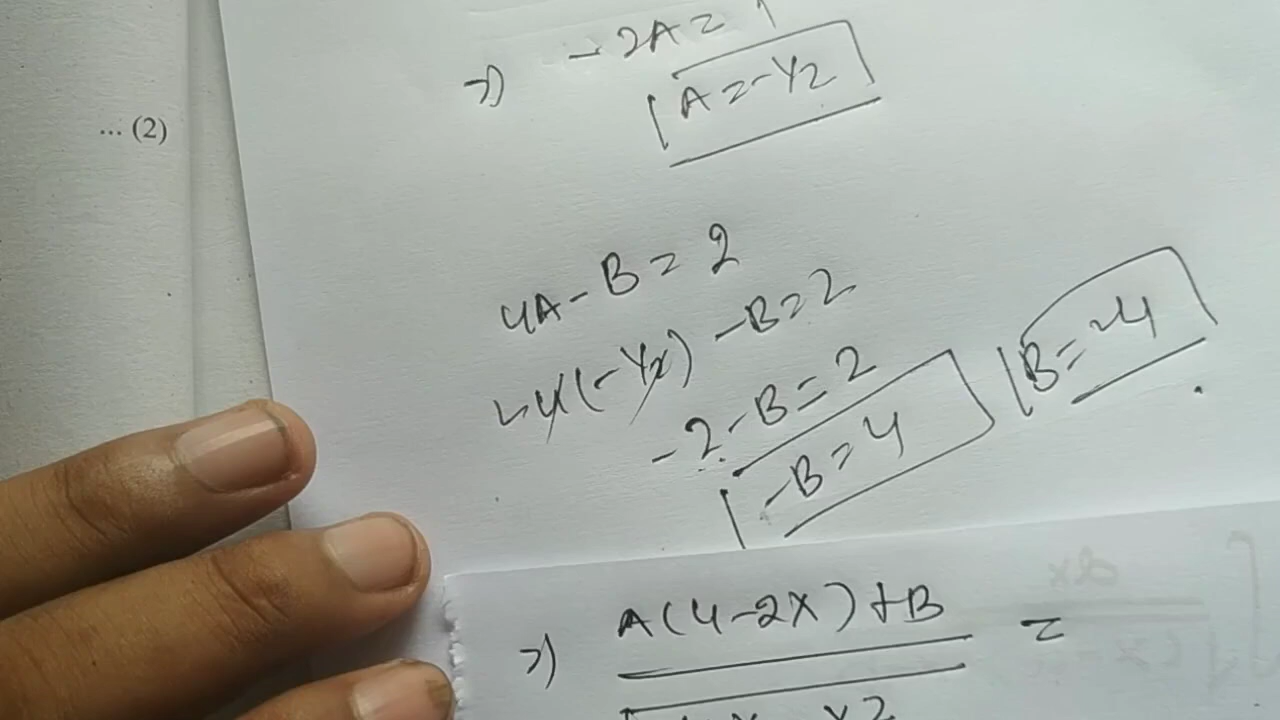 ... (2)
-2A = 1
⇒) A = -1/2
4A - B = 2
4(-1/2) - B = 2
-2 - B = 2
-B = 4
B = -4
⇒) A(4-2x) + B =